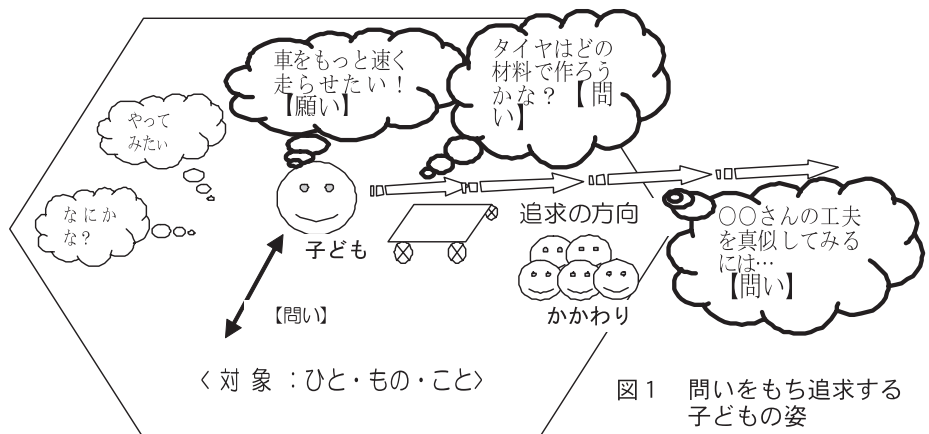 車をもっと速く
走らせたい！
【願い】
タイヤはどの
材料で作ろう
かな？【問
い】
やって
みたい
なにか
な？
子ども
追求の方向
かかわり
○○さんの工夫
を真似してみる
には…
【問い】
【問い】
〈対象：ひと・もの・こと〉
図１　問いをもち追求する
子どもの姿